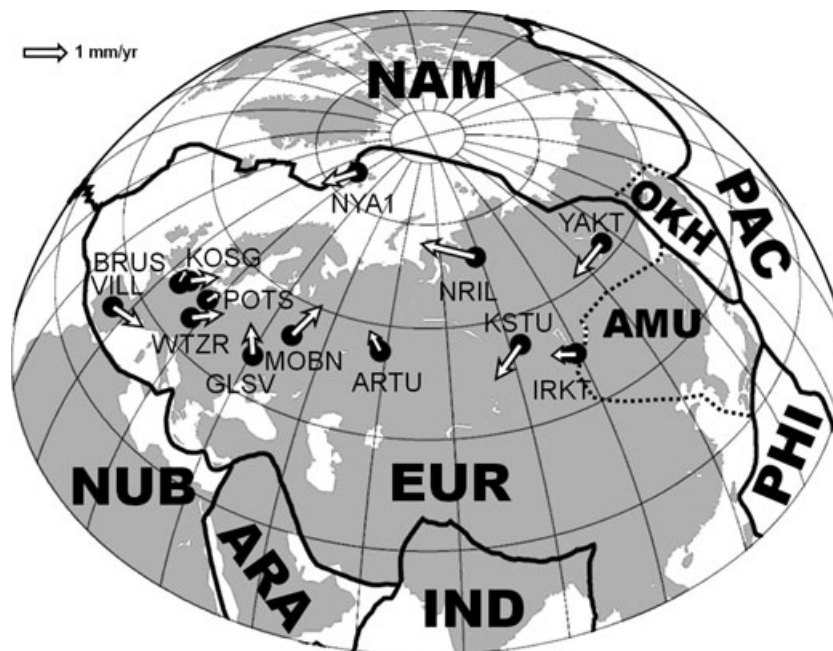 1 mm/yr
NAM
NYA1
OKH
PAC
YAKT
BRUS
KOSG
VILL
POTS
NRIL
WTZR
MOBN
KSTU
AMU
GLSV
ARTU
IRKT
NUB
EUR
PHI
ARA
IND